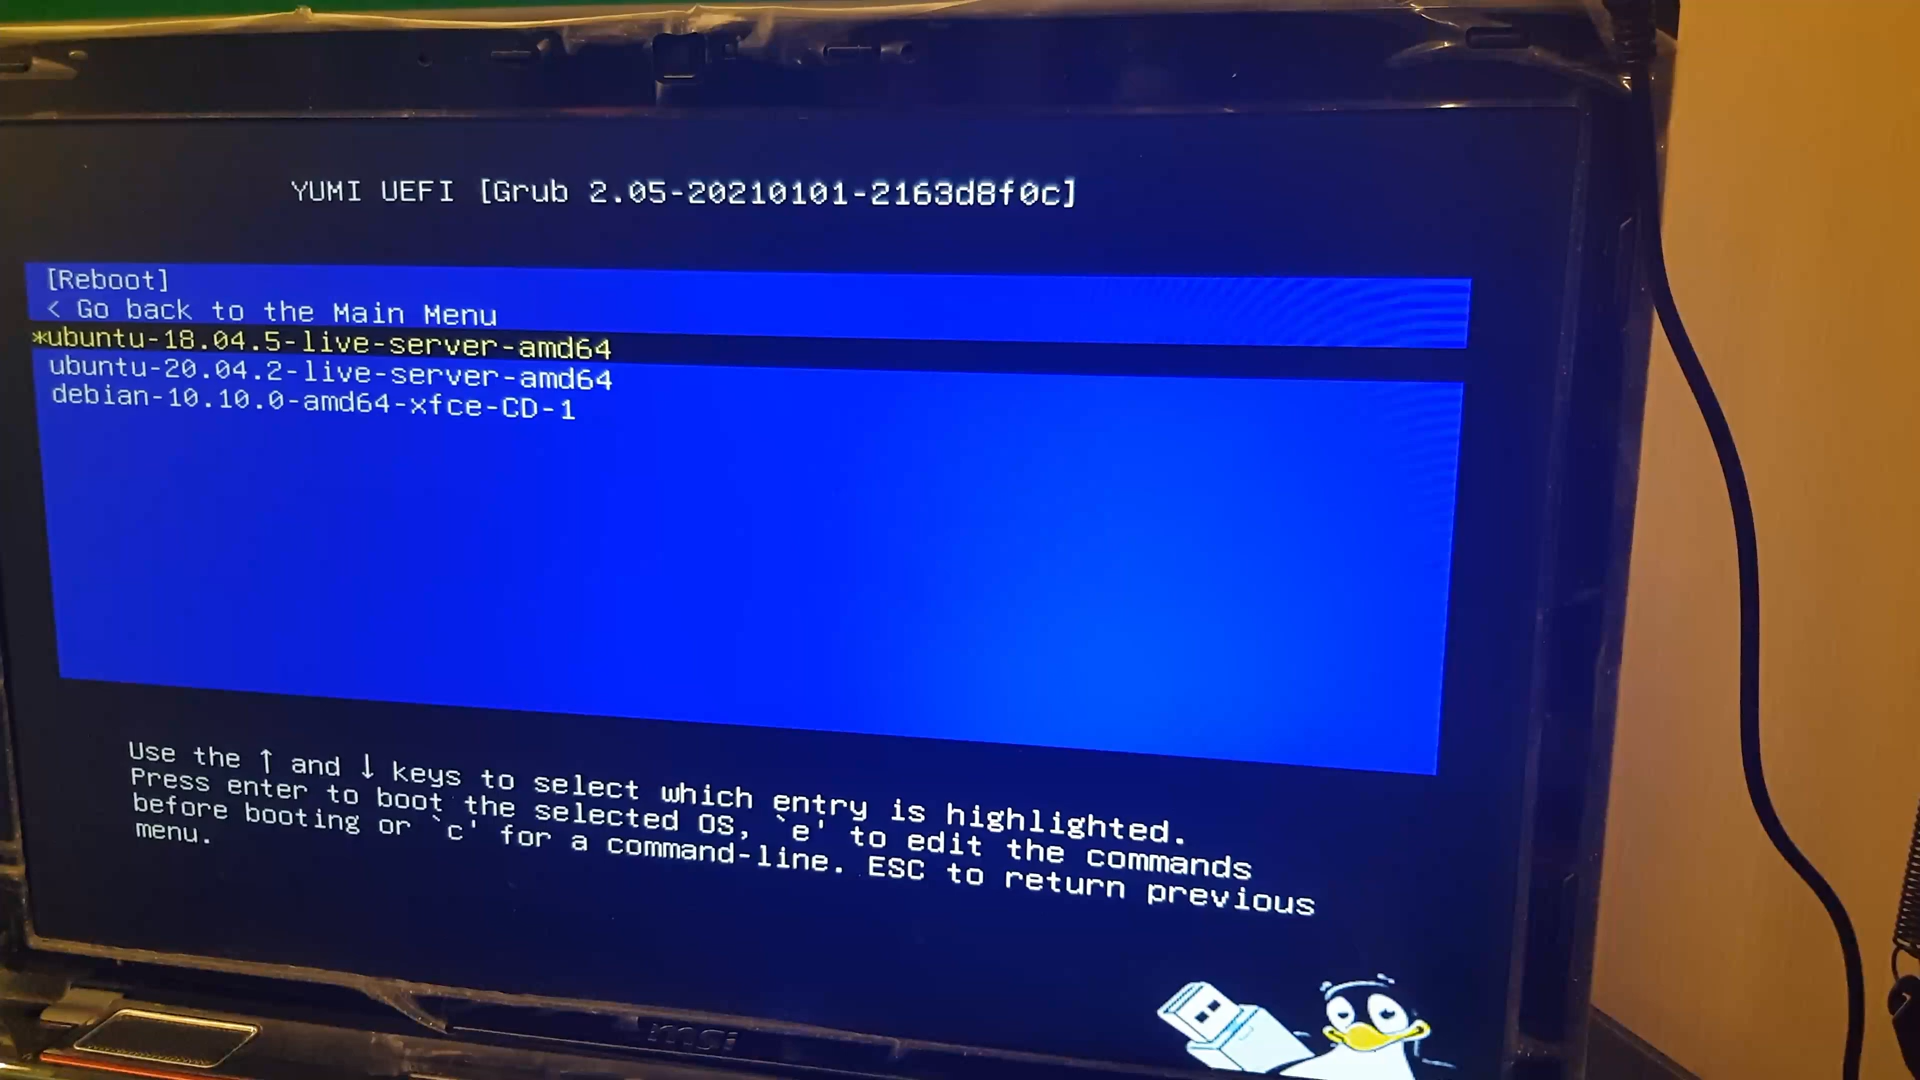 YUMI UEFI [Grub 2.05-20210101-2163d8f0c]
[Reboot]
< Go back to the Main Menu
*ubuntu-18.04.5-live-server-amd64
ubuntu-20.04.2-live-server-amd64
debian-10.10.0-amd64-xfce-CD-1
Use the ↑ and ↓ keys to select which entry is highlighted.
Press enter to boot the selected OS, `e' to edit the commands
before booting or `c' for a command-line. ESC to return previous
menu.
msi